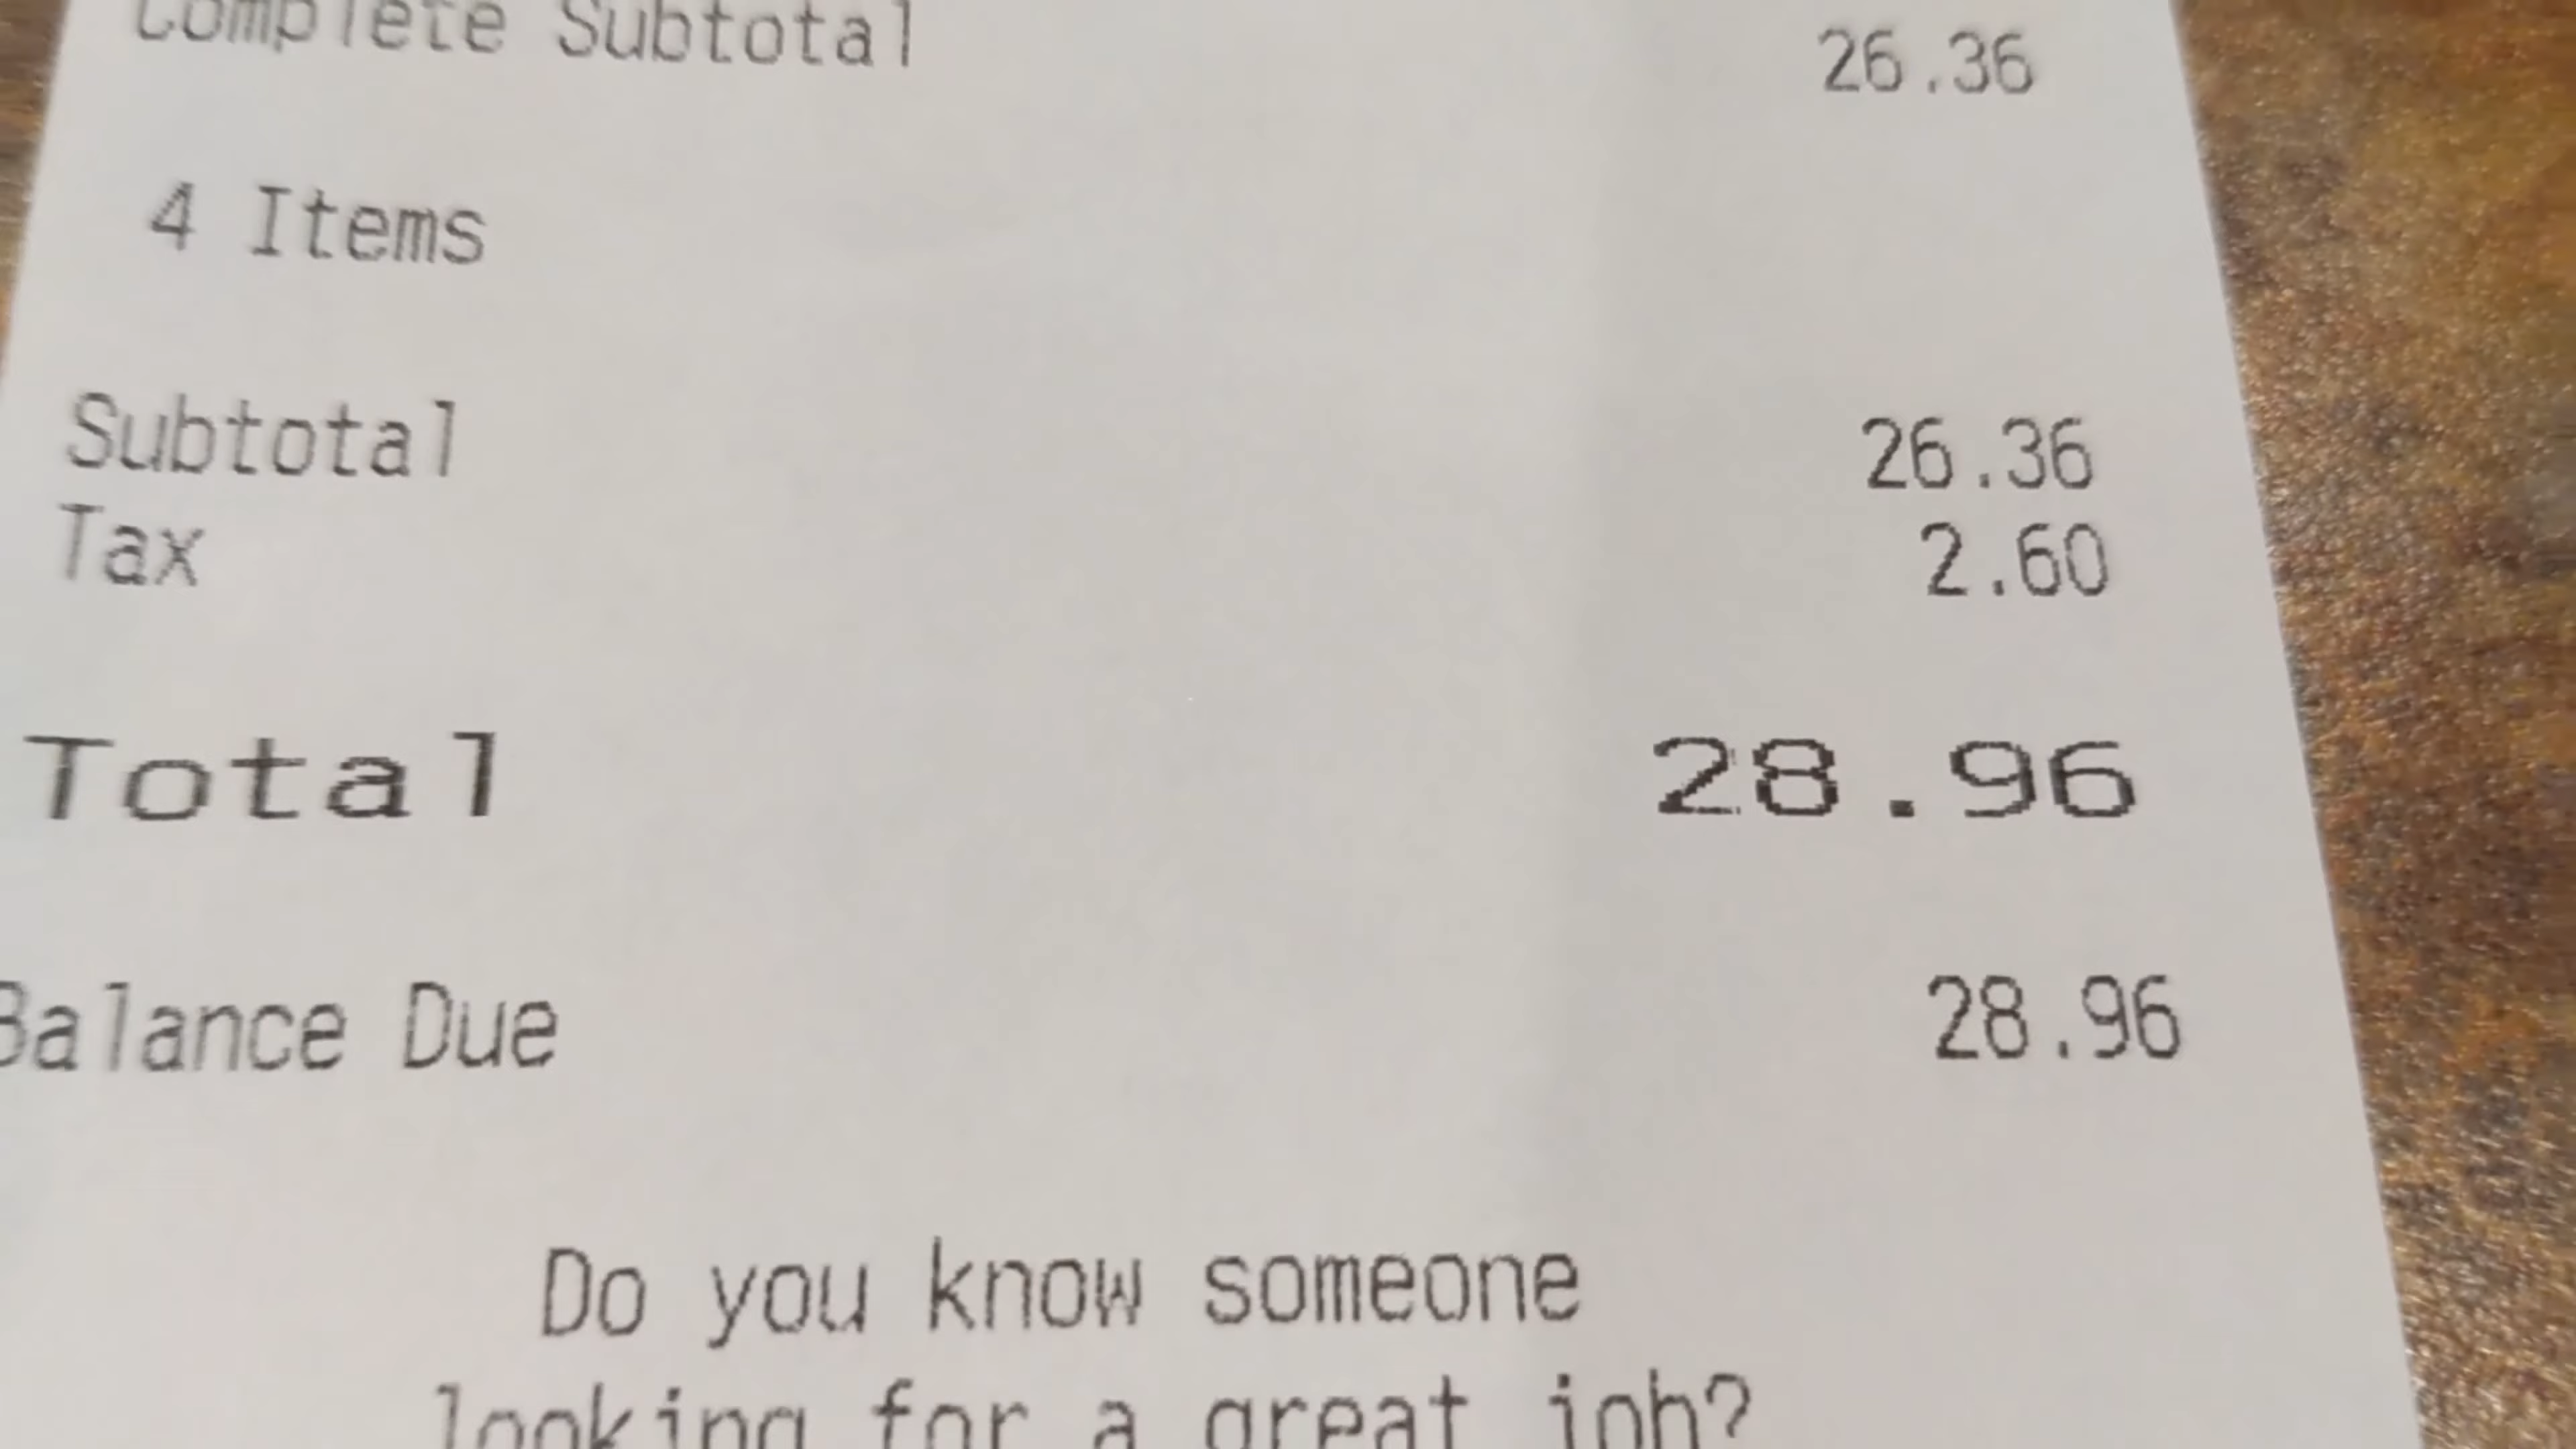 Complete Subtotal 26.36
4 Items
Subtotal 26.36
Tax 2.60
Total 28.96
Balance Due 28.96
Do you know someone
looking for a great job?